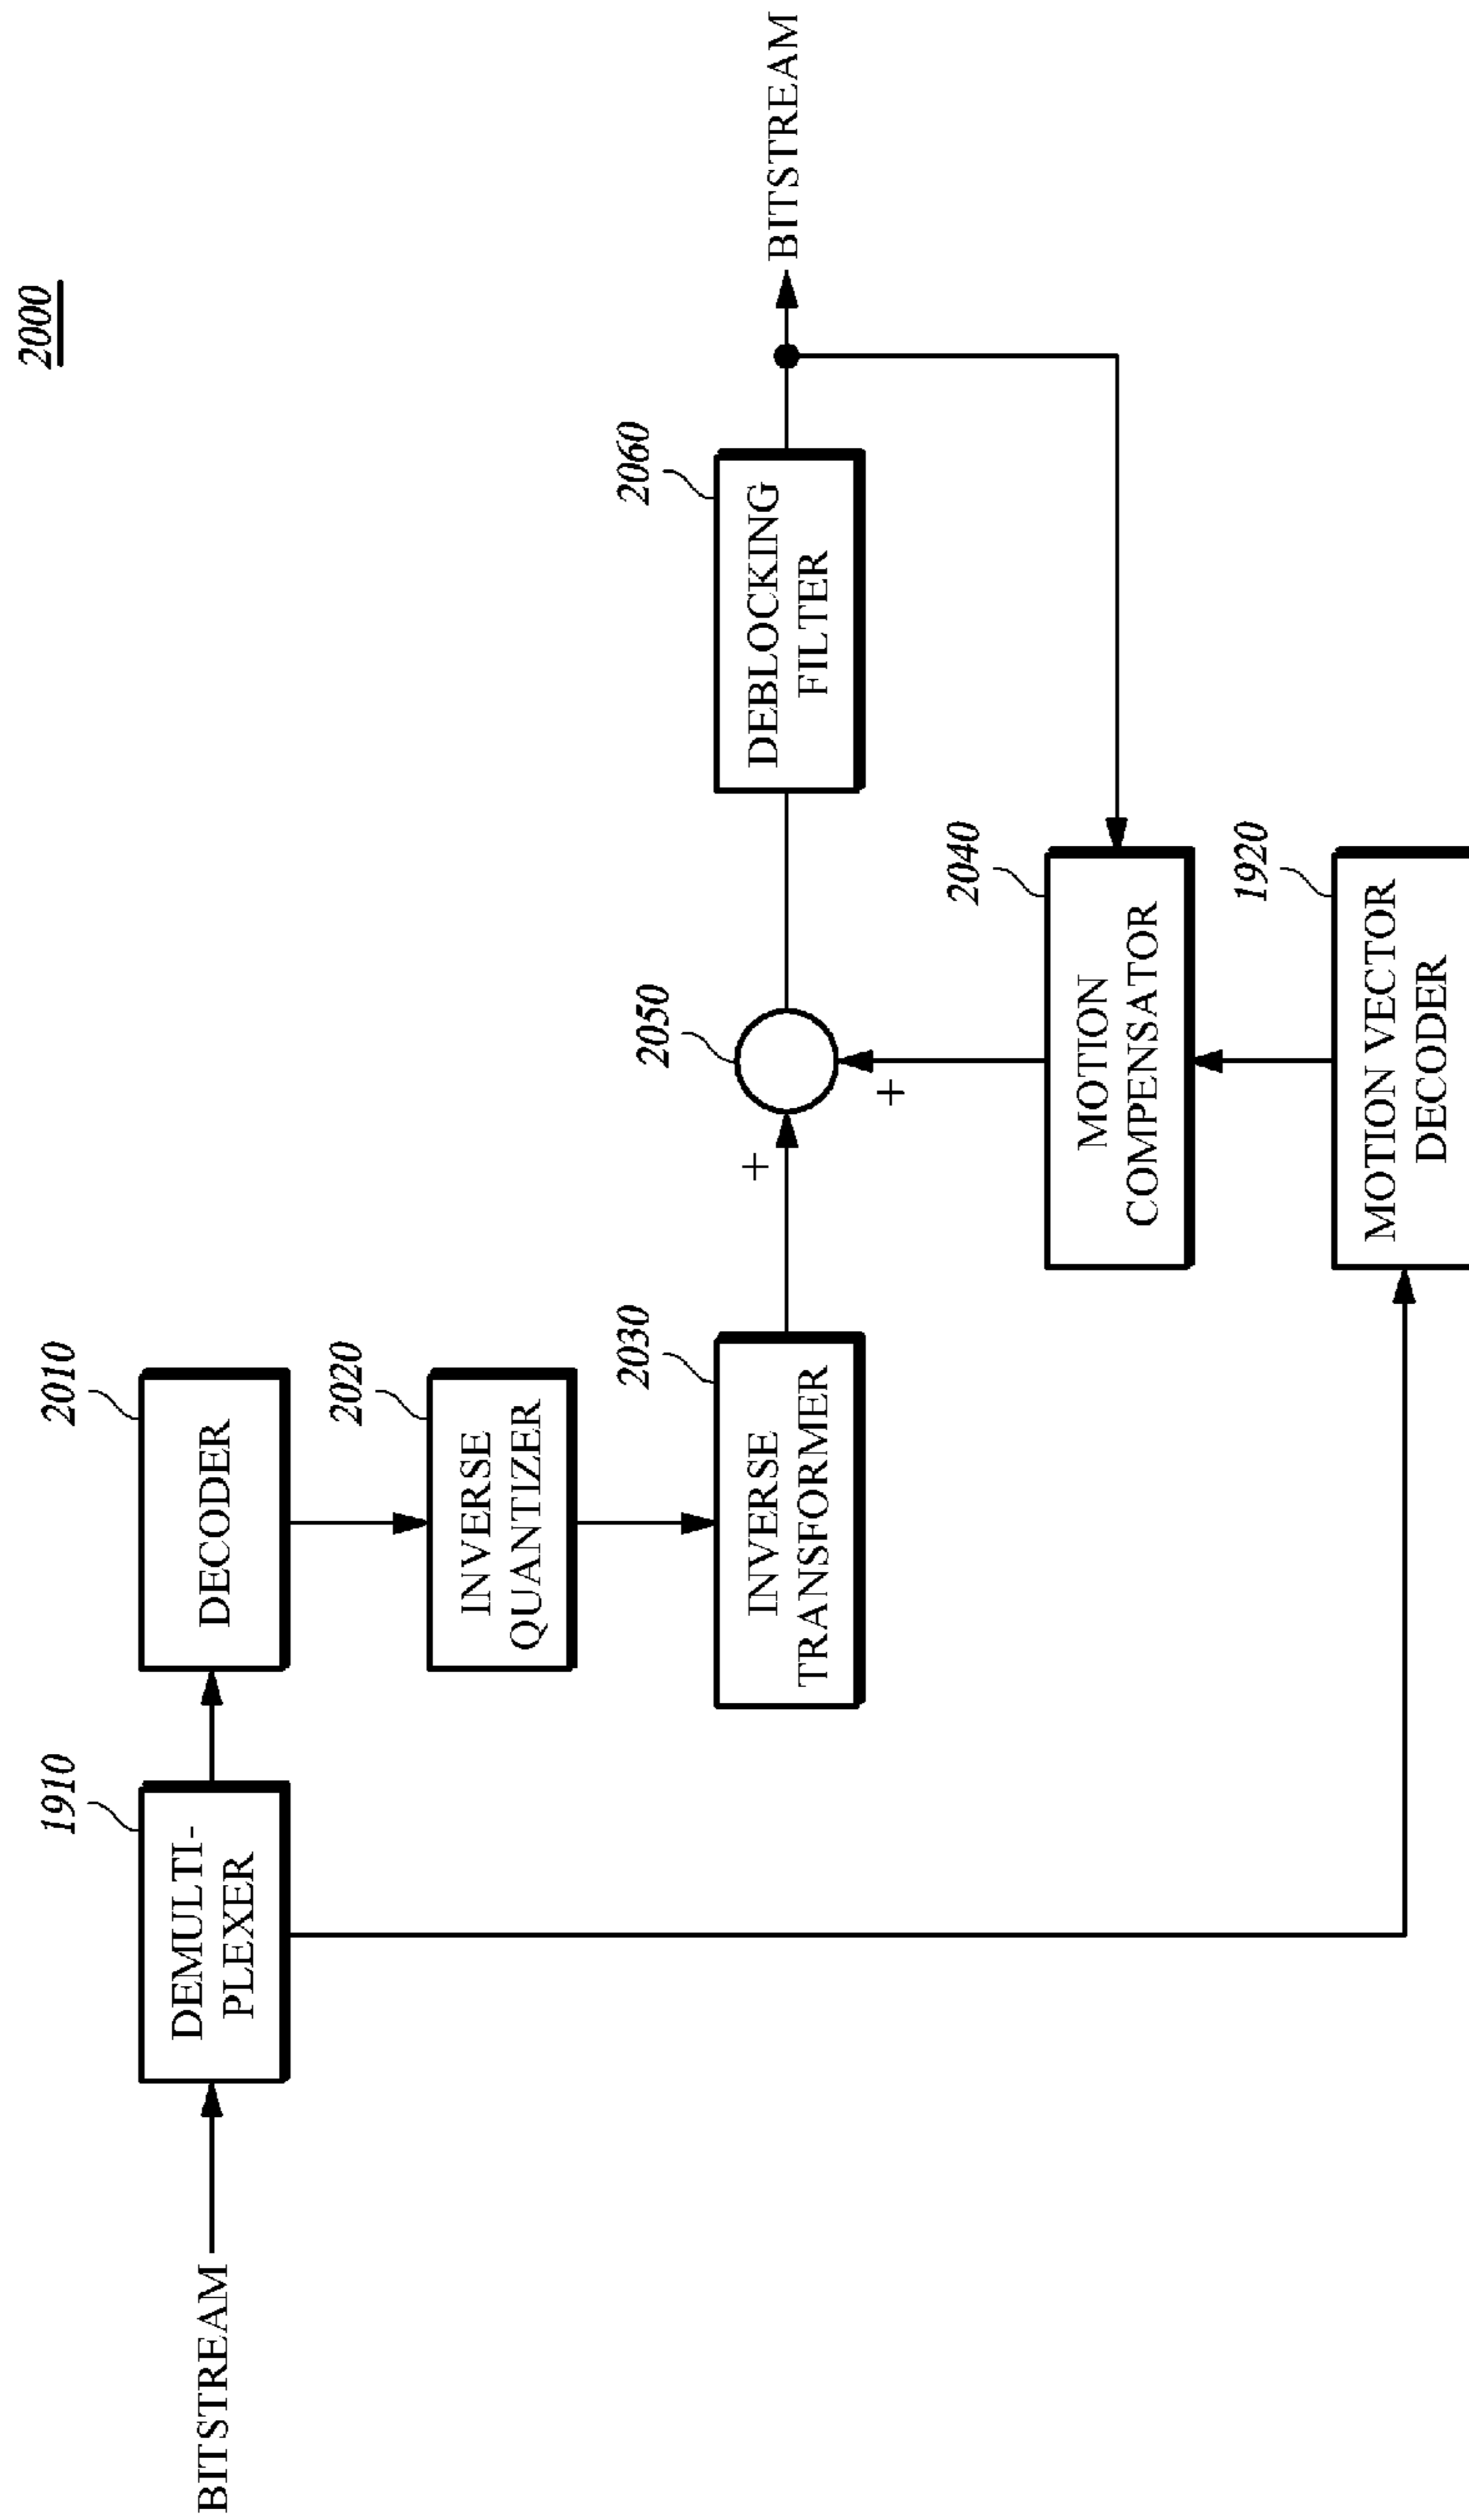 2000
1910
2010
BITSTREAM
DEMULTI-
PLEXER
DECODER
2020
INVERSE
QUANTIZER
2030
2050
2060
INVERSE
TRANSFORMER
+
+
DEBLOCKING
FILTER
BITSTREAM
2040
MOTION
COMPENSATOR
1920
MOTION VECTOR
DECODER